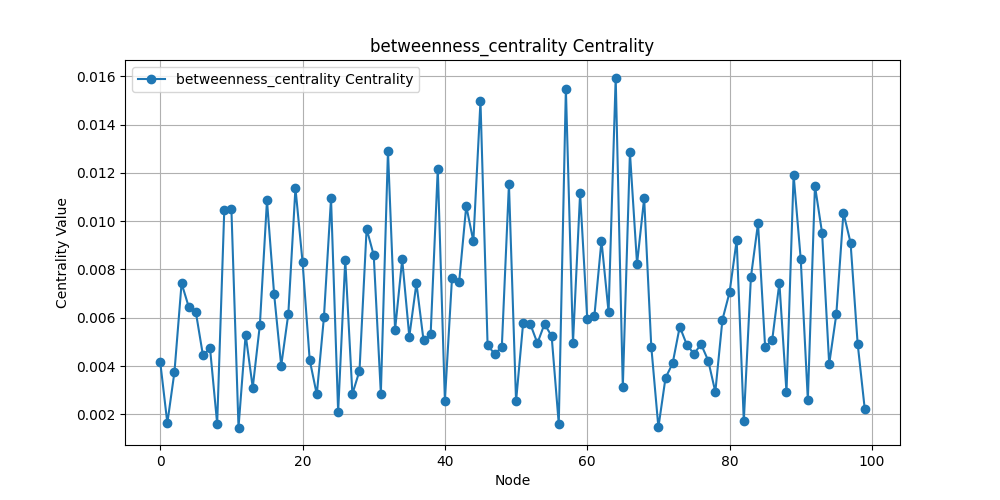 betweenness_centrality Centrality
betweenness_centrality Centrality
0.016
0.014
0.012
0.010
0.008
0.006
0.004
0.002
Centrality Value
0 20 40 60 80 100
Node